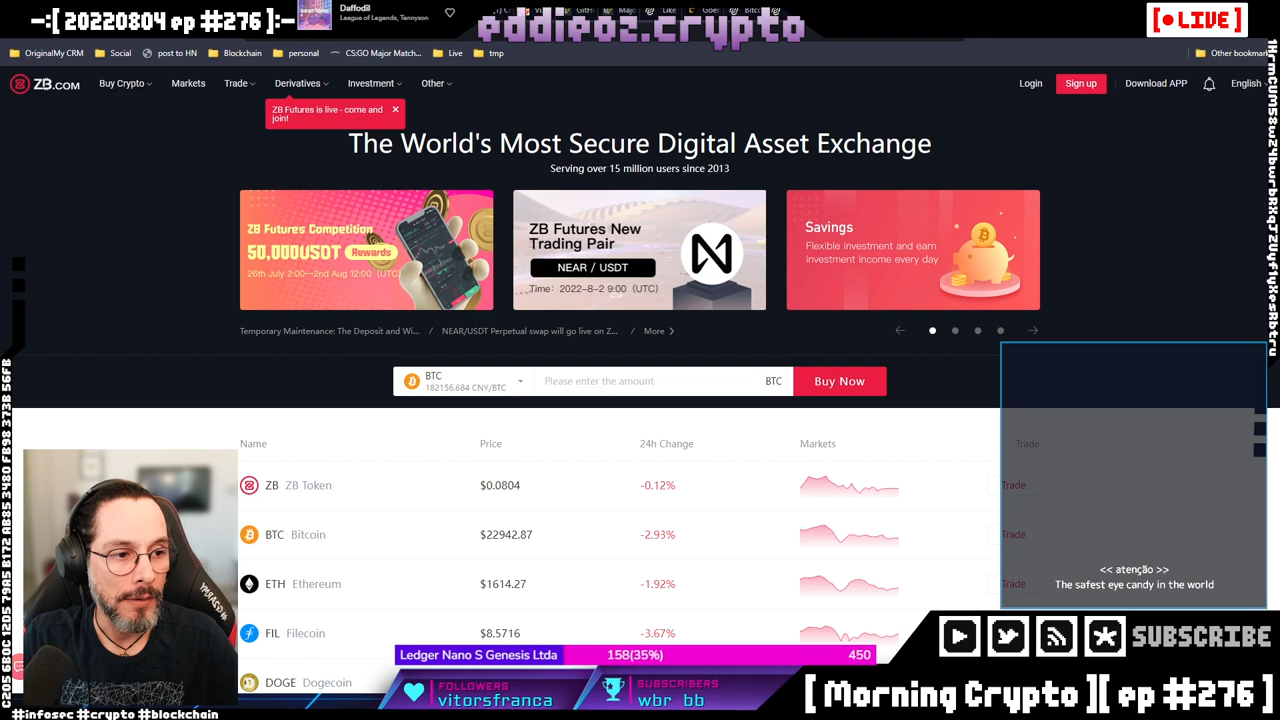 -:[ 20220804 ep #276 ]:-
Daffodil
League of Legends, Tennyson
eddieoz.crypto
[● LIVE]
OriginalMy CRM
Social
post to HN
Blockchain
personal
CS:GO Major Match...
Live
tmp
Other bookmar
ZB.COM
Buy Crypto
Markets
Trade
Derivatives
Investment
Other
Login
Sign up
Download APP
English
ZB Futures is live - come and
join!
The World's Most Secure Digital Asset Exchange
Serving over 15 million users since 2013
ZB Futures Competition
50,000USDT Rewards
26th July 2:00—2nd Aug 12:00 (UTC)
ZB Futures New
Trading Pair
NEAR / USDT
Time: 2022-8-2 9:00 (UTC)
Savings
Flexible investment and earn
investment income every day
Temporary Maintenance: The Deposit and Wi...
/
NEAR/USDT Perpetual swap will go live on Z...
/
More
BTC
182156.684 CNY/BTC
Please enter the amount
BTC
Buy Now
Name Price 24h Change Markets Trade
ZB ZB Token $0.0804 -0.12% Trade
BTC Bitcoin $22942.87 -2.93% Trade
ETH Ethereum $1614.27 -1.92% Trade
FIL Filecoin $8.5716 -3.67%
DOGE Dogecoin
<< atenção >>
The safest eye candy in the world
Ledger Nano S Genesis Ltda 158(35%) 450
FOLLOWERS
vitorsfranca
SUBSCRIBERS
wbr_bb
SUBSCRIBE
[ Morning Crypto ][ ep #276 ]
#infosec #crypto #blockchain